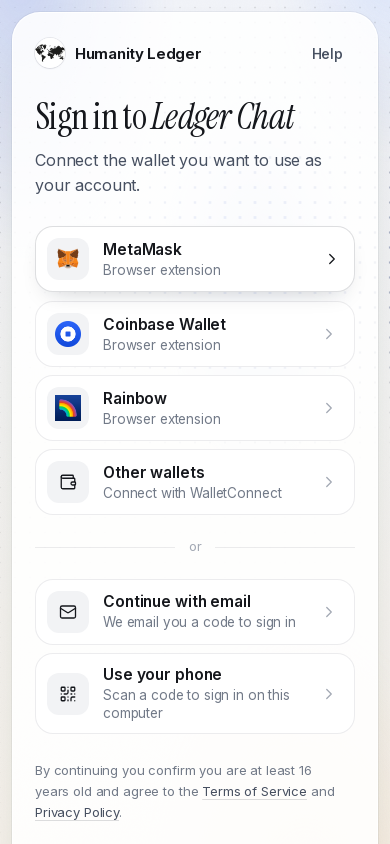 Humanity Ledger
Help
Sign in to Ledger Chat
Connect the wallet you want to use as
your account.
MetaMask
Browser extension
Coinbase Wallet
Browser extension
Rainbow
Browser extension
Other wallets
Connect with WalletConnect
or
Continue with email
We email you a code to sign in
Use your phone
Scan a code to sign in on this
computer
By continuing you confirm you are at least 16
years old and agree to the Terms of Service and
Privacy Policy.